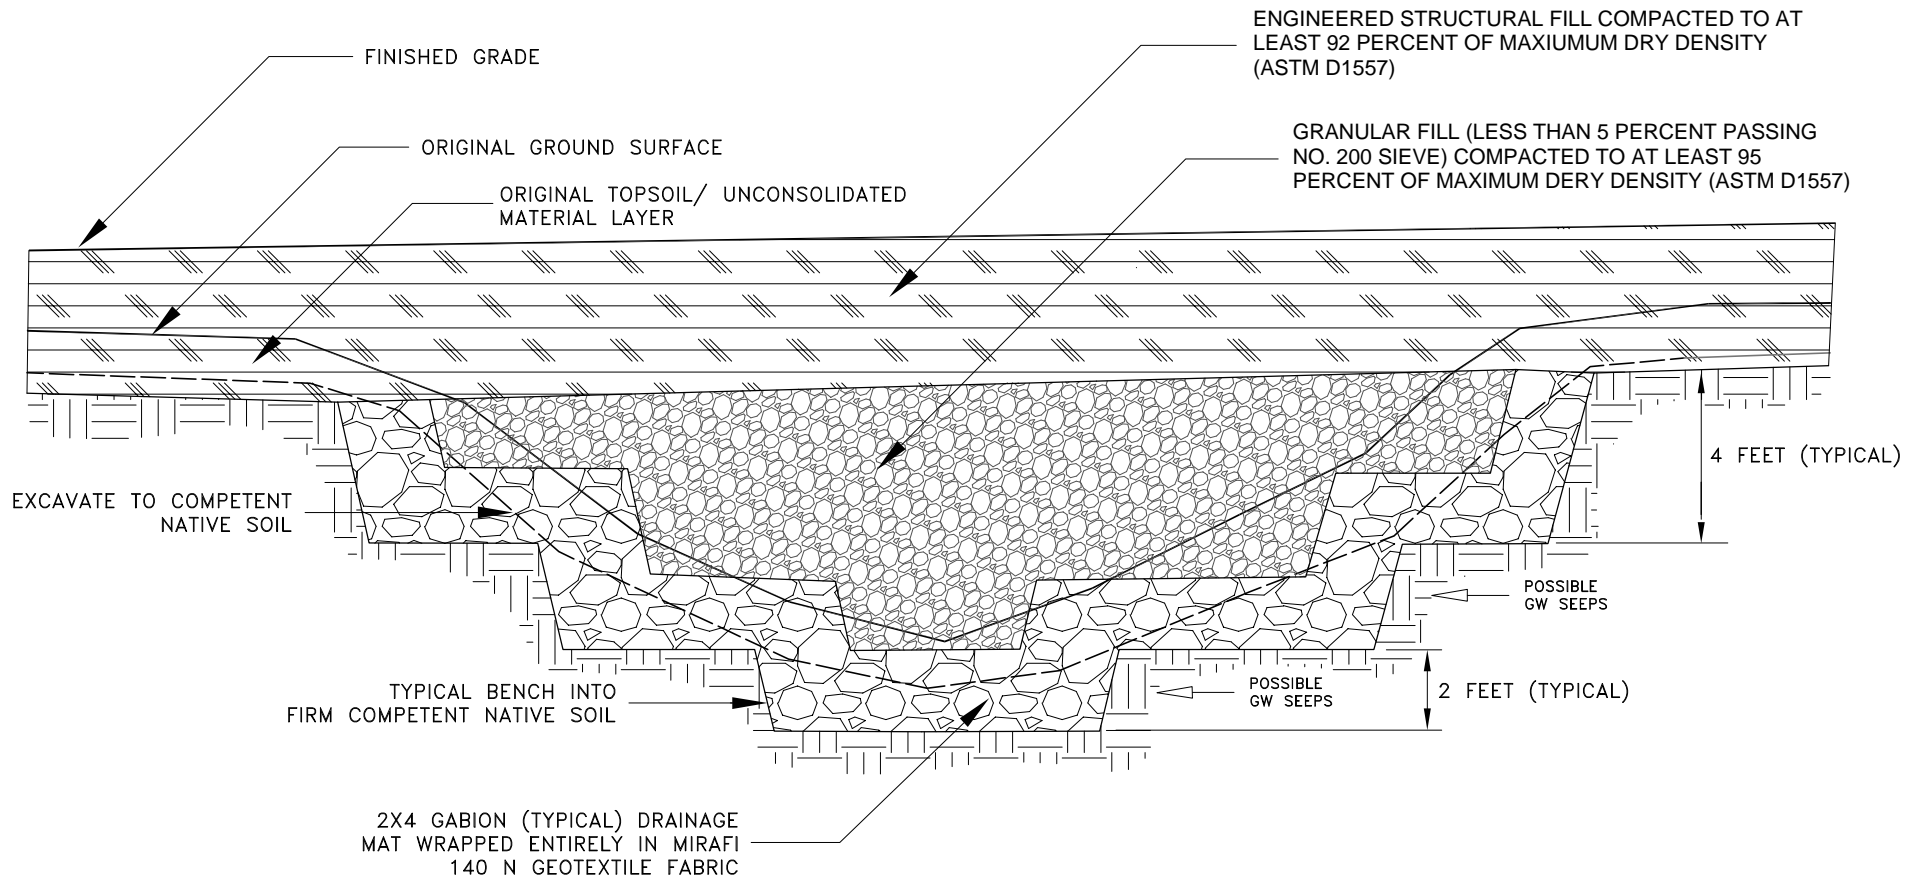 ENGINEERED STRUCTURAL FILL COMPACTED TO AT
LEAST 92 PERCENT OF MAXIUMUM DRY DENSITY
(ASTM D1557)
FINISHED GRADE
GRANULAR FILL (LESS THAN 5 PERCENT PASSING
NO. 200 SIEVE) COMPACTED TO AT LEAST 95
PERCENT OF MAXIMUM DERY DENSITY (ASTM D1557)
ORIGINAL GROUND SURFACE
ORIGINAL TOPSOIL/ UNCONSOLIDATED
MATERIAL LAYER
4 FEET (TYPICAL)
EXCAVATE TO COMPETENT
NATIVE SOIL
POSSIBLE
GW SEEPS
TYPICAL BENCH INTO
FIRM COMPETENT NATIVE SOIL
POSSIBLE
GW SEEPS
2 FEET (TYPICAL)
2X4 GABION (TYPICAL) DRAINAGE
MAT WRAPPED ENTIRELY IN MIRAFI
140 N GEOTEXTILE FABRIC